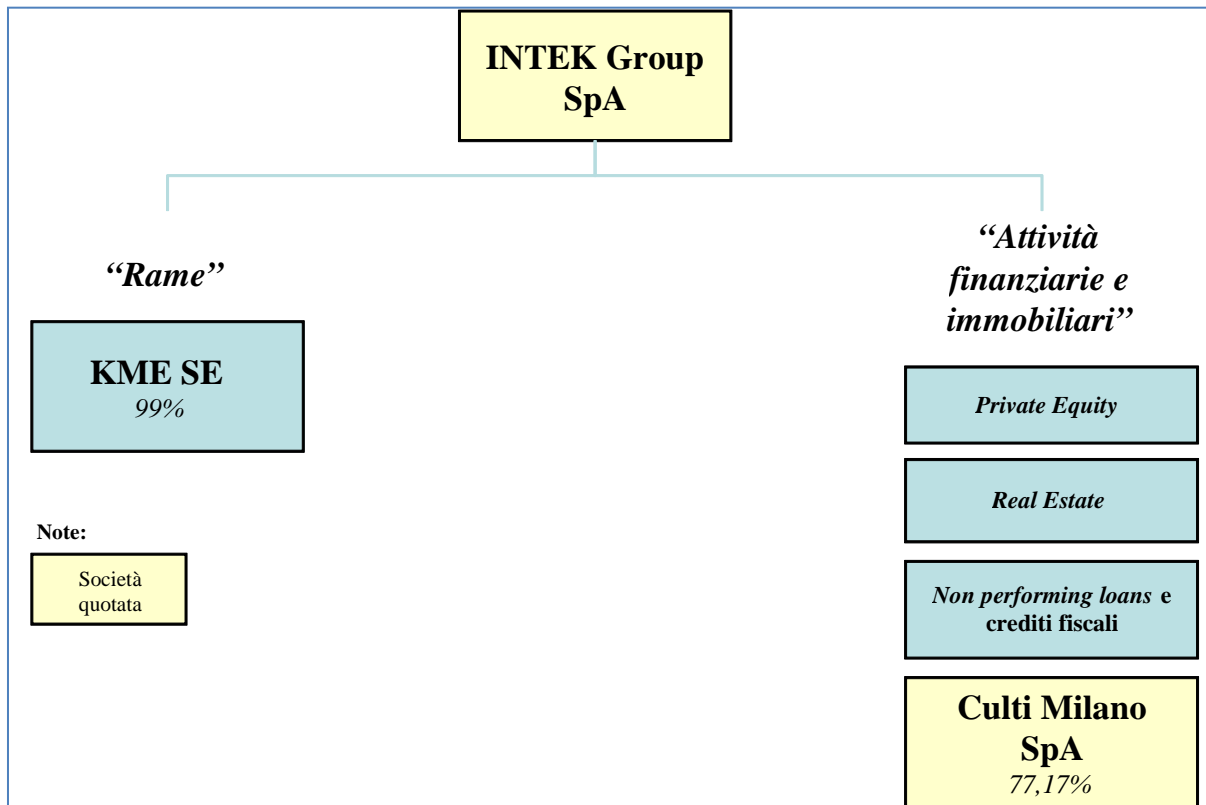 INTEK Group
SpA
“Rame”
KME SE
99%
Note:
Società
quotata
“Attività
finanziarie e
immobiliari”
Private Equity
Real Estate
Non performing loans e
crediti fiscali
Culti Milano
SpA
77,17%